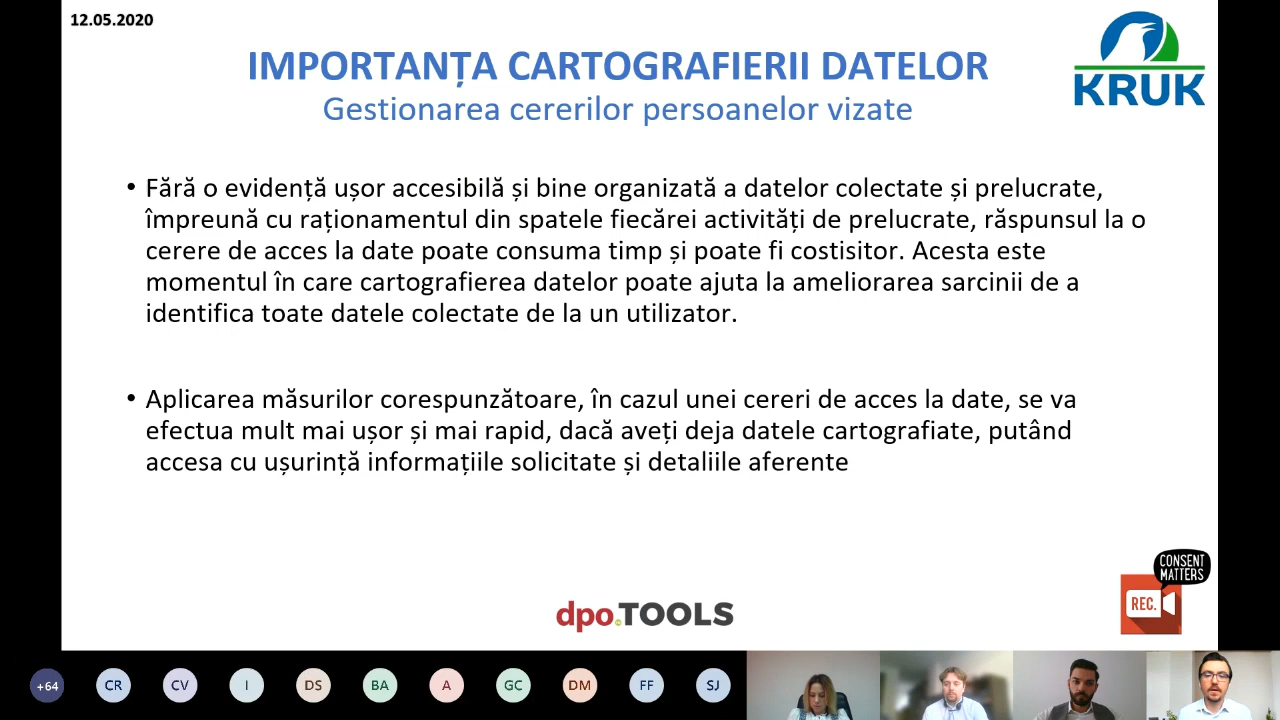 12.05.2020
IMPORTANȚA CARTOGRAFIERII DATELOR
Gestionarea cererilor persoanelor vizate
KRUK
• Fără o evidență ușor accesibilă și bine organizată a datelor colectate și prelucrate,
împreună cu raționamentul din spatele fiecărei activități de prelucrate, răspunsul la o
cerere de acces la date poate consuma timp și poate fi costisitor. Acesta este
momentul în care cartografierea datelor poate ajuta la ameliorarea sarcinii de a
identifica toate datele colectate de la un utilizator.
• Aplicarea măsurilor corespunzătoare, în cazul unei cereri de acces la date, se va
efectua mult mai ușor și mai rapid, dacă aveți deja datele cartografiate, putând
accesa cu ușurință informațiile solicitate și detaliile aferente
CONSENT
MATTERS
REC.
dpo.TOOLS
+64 CR CV I DS BA A GC DM FF SJ